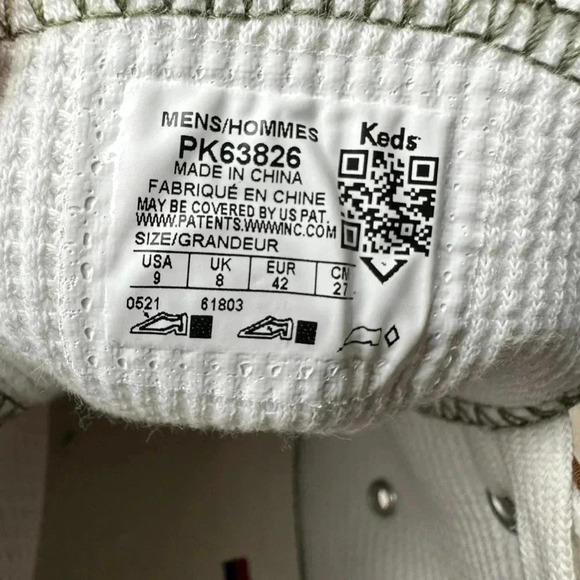 MENS/HOMMES
Keds
PK63826
MADE IN CHINA
FABRIQUÉ EN CHINE
MAY BE COVERED BY US PAT.
WWW.PATENTS.WWWINC.COM
SIZE/GRANDEUR
USA UK EUR CM
9 8 42 27
0521 61803